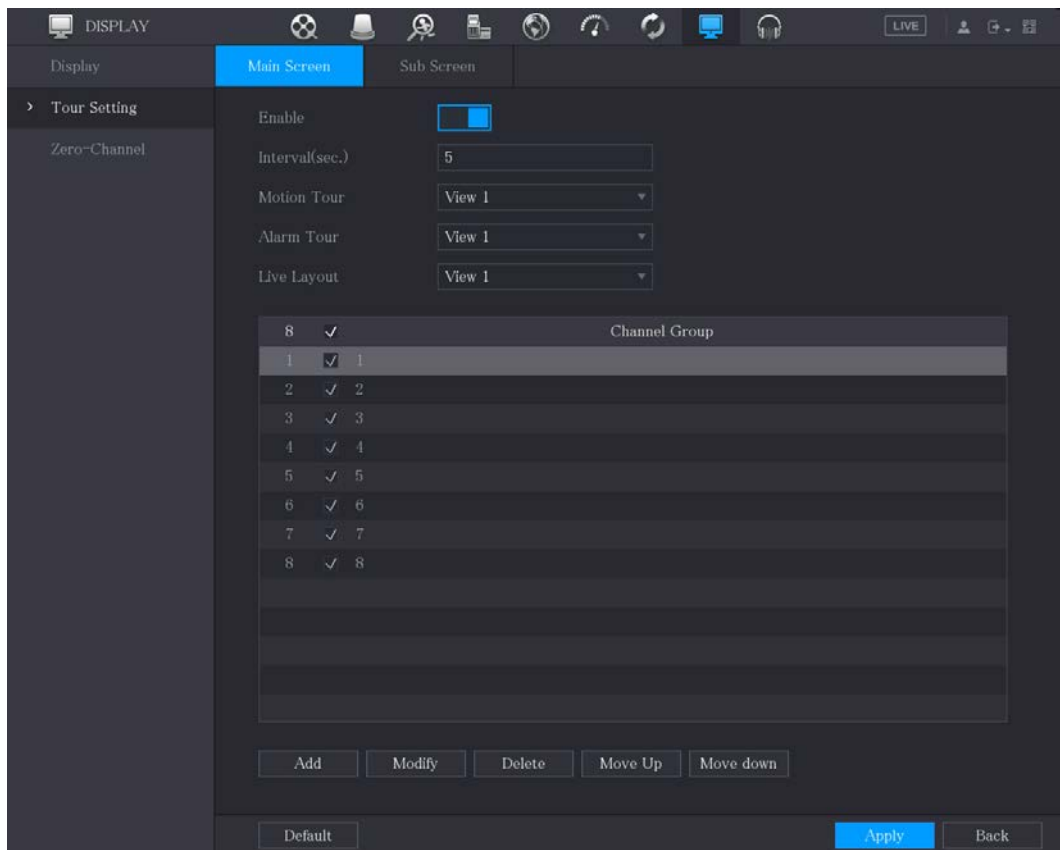 DISPLAY
LIVE
Display
Main Screen
Sub Screen
Tour Setting
Zero-Channel
Enable
Interval(sec.)
5
Motion Tour
View 1
Alarm Tour
View 1
Live Layout
View 1
8 Channel Group
1 1
2 2
3 3
4 4
5 5
6 6
7 7
8 8
Add
Modify
Delete
Move Up
Move down
Default
Apply
Back